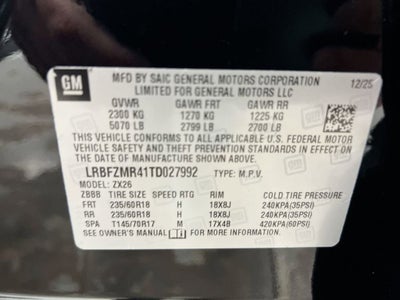 GM
MFD BY SAIC GENERAL MOTORS CORPORATION
LIMITED FOR GENERAL MOTORS LLC
12/25
GVWR GAWR FRT GAWR RR
2300 KG 1270 KG 1225 KG
5070 LB 2799 LB 2700 LB
THIS VEHICLE CONFORMS TO ALL APPLICABLE U.S. FEDERAL MOTOR
VEHICLE SAFETY, BUMPER, AND THEFT PREVENTION STANDARDS IN
EFFECT ON THE DATE OF MANUFACTURE SHOWN ABOVE.
LRBFZMR41TD027992 TYPE: M.P.V.
MODEL: ZX26
ZBBB TIRE SIZE SPEED RTG RIM COLD TIRE PRESSURE
FRT 235/60R18 H 18X8J 240KPA(35PSI)
RR 235/60R18 H 18X8J 240KPA(35PSI)
SPA T145/70R17 M 17X4B 420KPA(60PSI)
SEE OWNER'S MANUAL FOR MORE INFORMATION